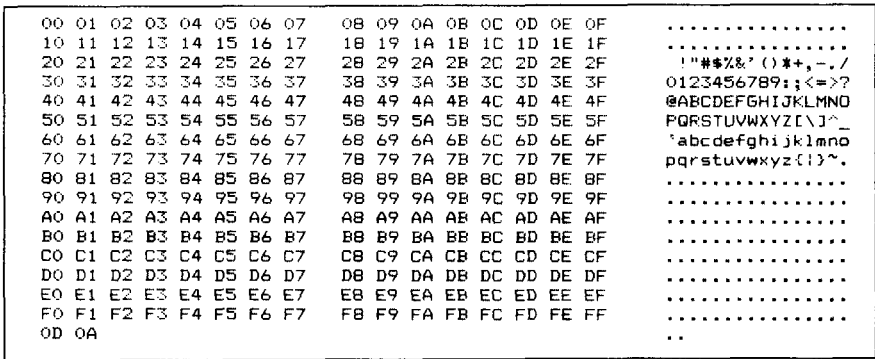 00 01 02 03 04 05 06 07 08 09 0A 0B 0C 0D 0E 0F ................
10 11 12 13 14 15 16 17 18 19 1A 1B 1C 1D 1E 1F ................
20 21 22 23 24 25 26 27 28 29 2A 2B 2C 2D 2E 2F !"#$%&'()*+,-./
30 31 32 33 34 35 36 37 38 39 3A 3B 3C 3D 3E 3F 0123456789:;<=>?
40 41 42 43 44 45 46 47 48 49 4A 4B 4C 4D 4E 4F @ABCDEFGHIJKLMNO
50 51 52 53 54 55 56 57 58 59 5A 5B 5C 5D 5E 5F PQRSTUVWXYZ[\]^_
60 61 62 63 64 65 66 67 68 69 6A 6B 6C 6D 6E 6F `abcdefghijklmno
70 71 72 73 74 75 76 77 78 79 7A 7B 7C 7D 7E 7F pqrstuvwxyz{|}~.
80 81 82 83 84 85 86 87 88 89 8A 8B 8C 8D 8E 8F ................
90 91 92 93 94 95 96 97 98 99 9A 9B 9C 9D 9E 9F ................
A0 A1 A2 A3 A4 A5 A6 A7 A8 A9 AA AB AC AD AE AF ................
B0 B1 B2 B3 B4 B5 B6 B7 B8 B9 BA BB BC BD BE BF ................
C0 C1 C2 C3 C4 C5 C6 C7 C8 C9 CA CB CC CD CE CF ................
D0 D1 D2 D3 D4 D5 D6 D7 D8 D9 DA DB DC DD DE DF ................
E0 E1 E2 E3 E4 E5 E6 E7 E8 E9 EA EB EC ED EE EF ................
F0 F1 F2 F3 F4 F5 F6 F7 F8 F9 FA FB FC FD FE FF ................
0D 0A ..